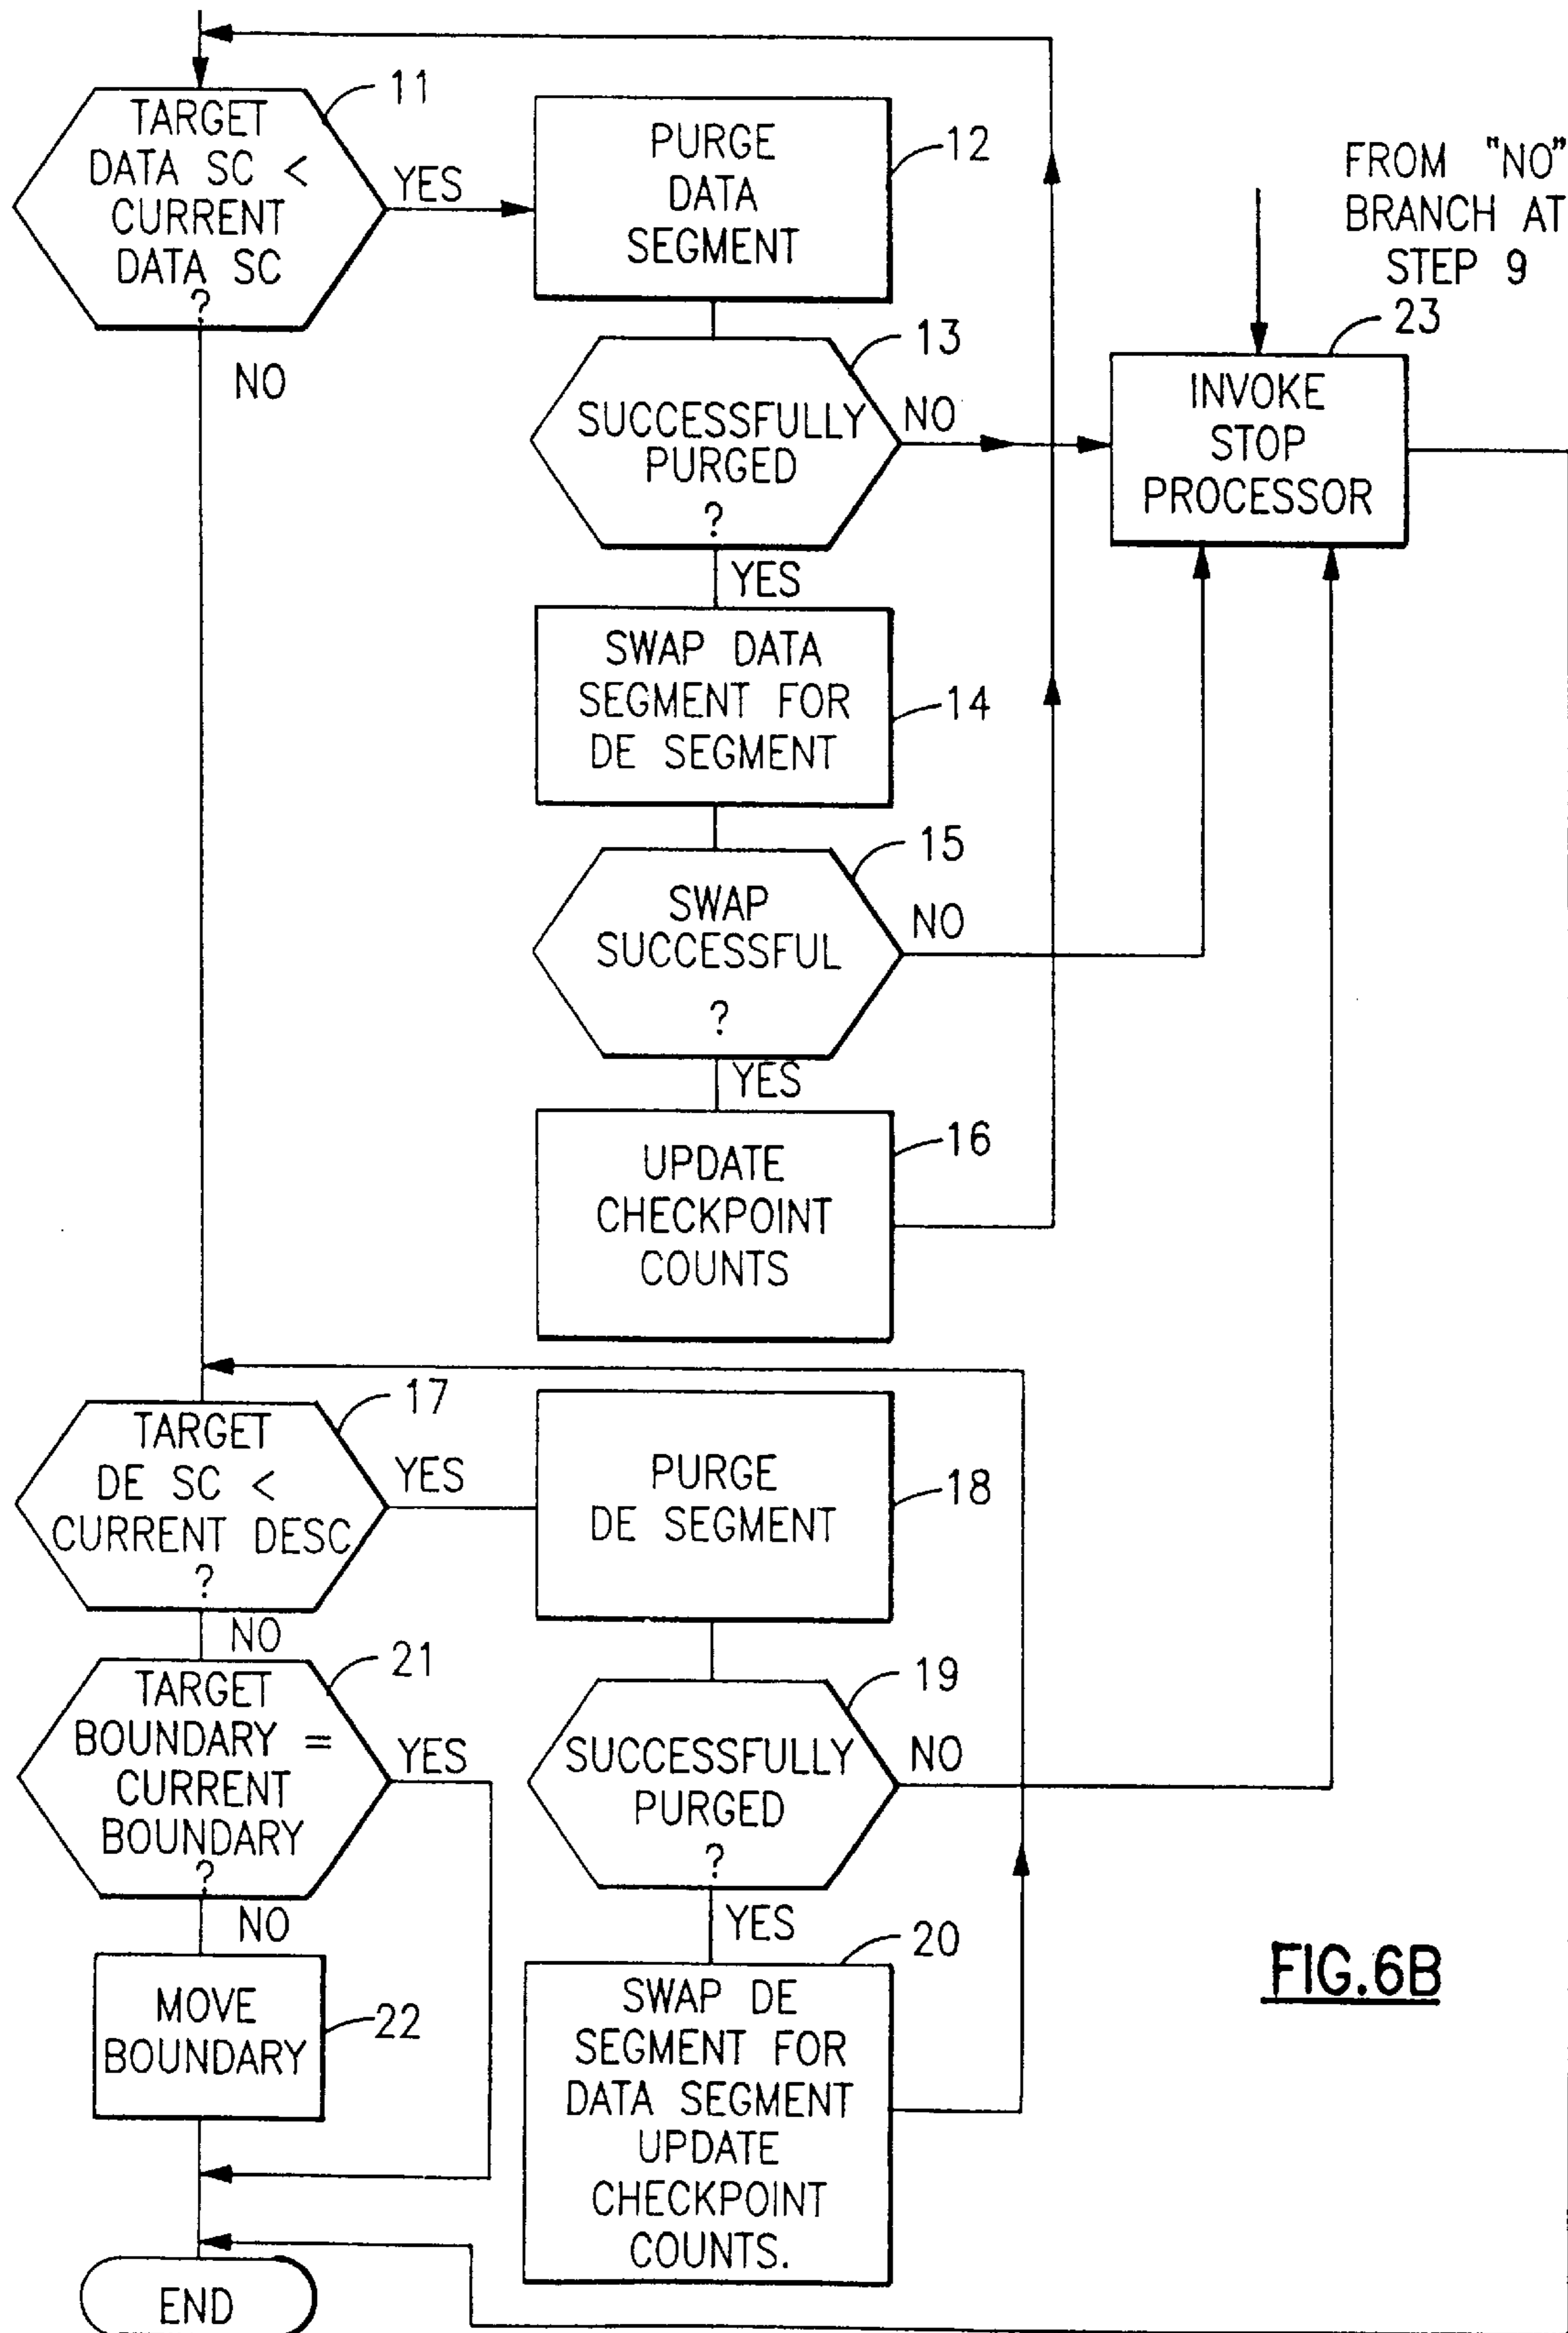 TARGET
DATA SC <
CURRENT
DATA SC
?
11
YES
NO
PURGE
DATA
SEGMENT
12
SUCCESSFULLY
PURGED
?
13
NO
YES
FROM "NO"
BRANCH AT
STEP 9
23
INVOKE
STOP
PROCESSOR
SWAP DATA
SEGMENT FOR
DE SEGMENT
14
SWAP
SUCCESSFUL
?
15
NO
YES
UPDATE
CHECKPOINT
COUNTS
16
TARGET
DE SC <
CURRENT DESC
?
17
YES
NO
PURGE
DE SEGMENT
18
TARGET
BOUNDARY =
CURRENT
BOUNDARY
?
21
YES
NO
SUCCESSFULLY
PURGED
?
19
NO
YES
MOVE
BOUNDARY
22
SWAP DE
SEGMENT FOR
DATA SEGMENT
UPDATE
CHECKPOINT
COUNTS.
20
END
FIG.6B